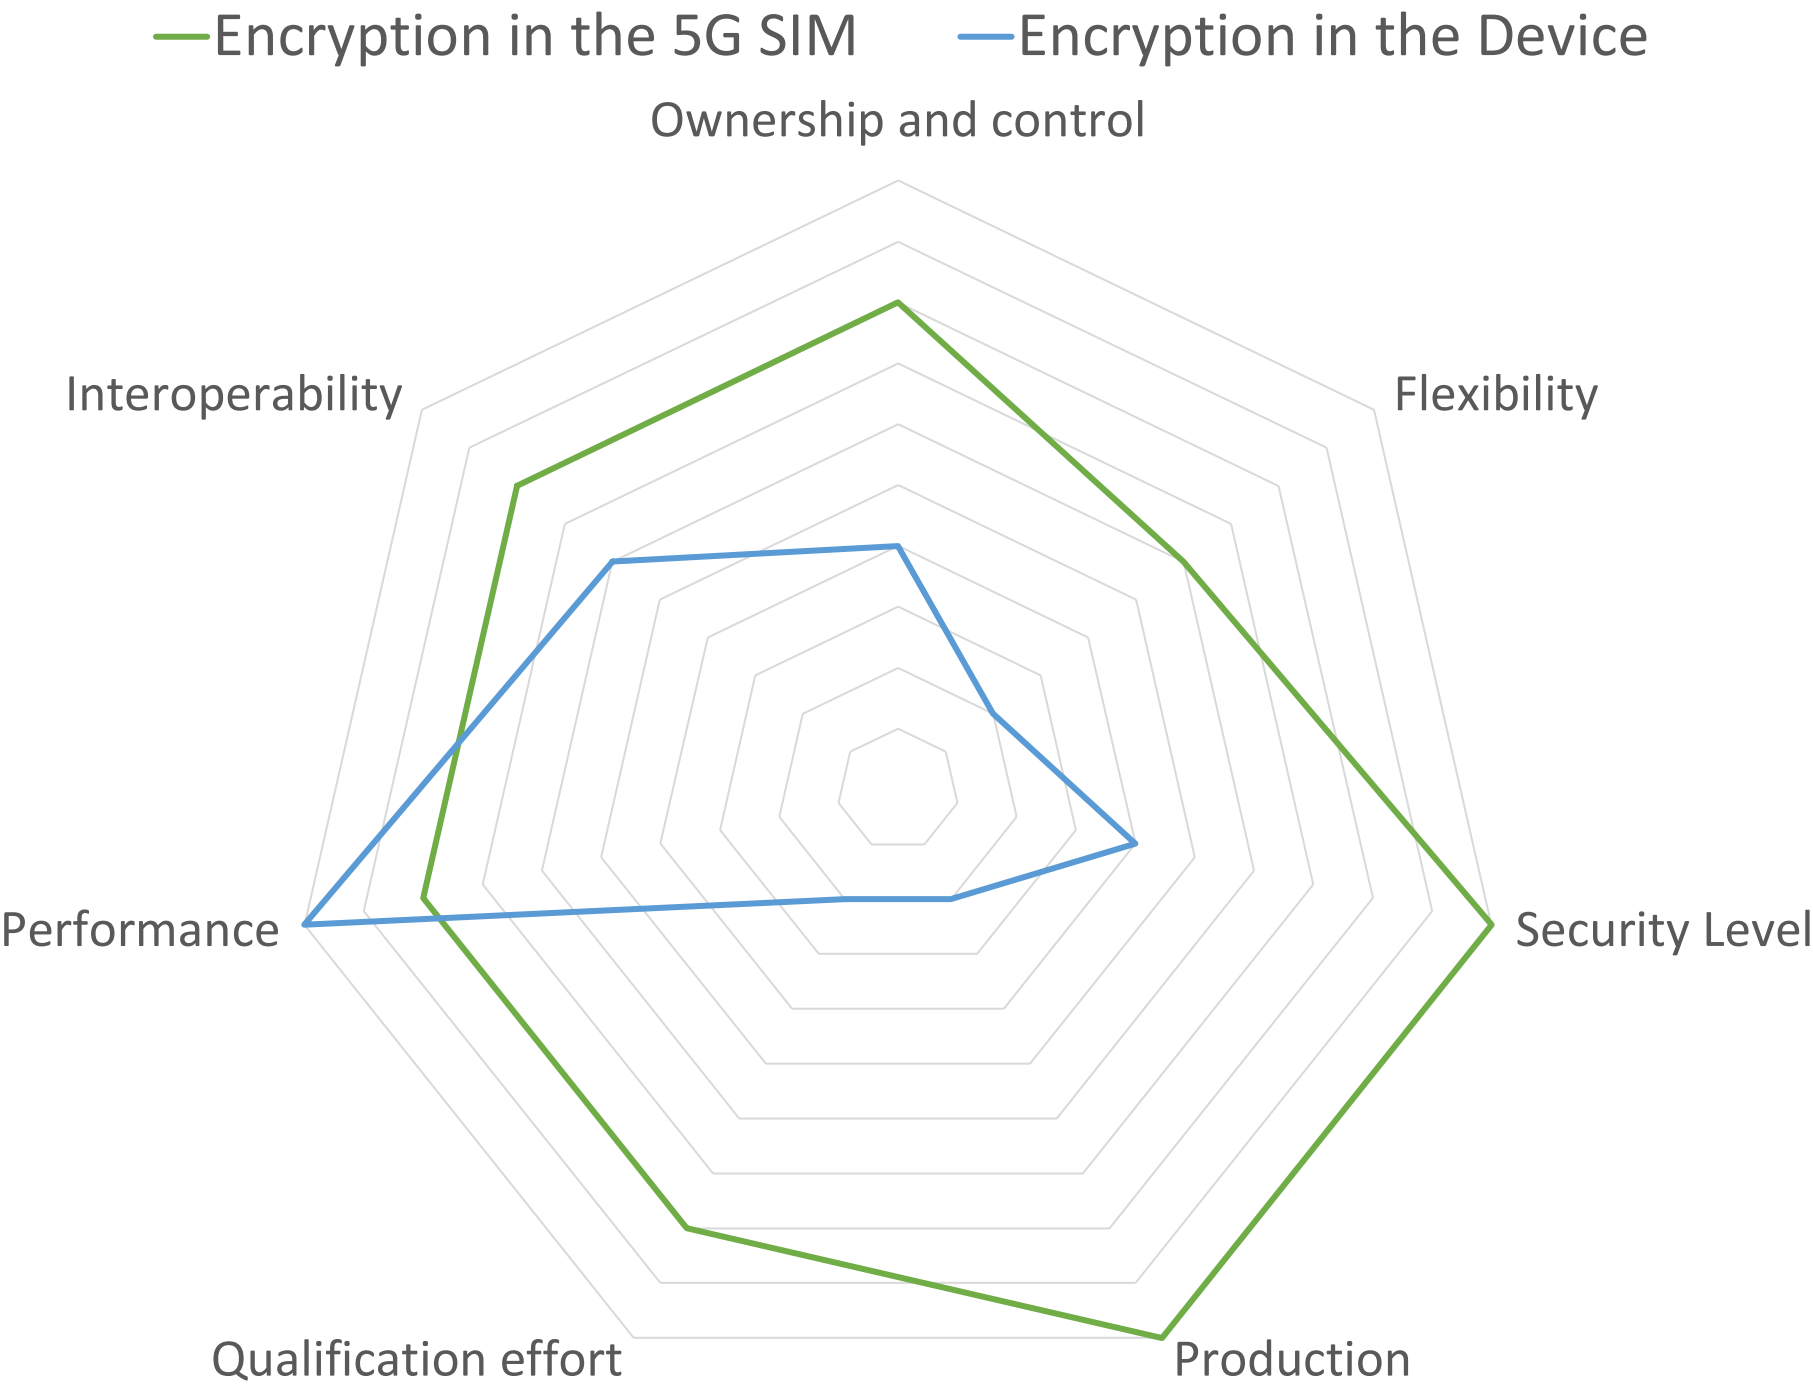 Encryption in the 5G SIM Encryption in the Device
Ownership and control
Interoperability Flexibility
Performance Security Level
Qualification effort Production